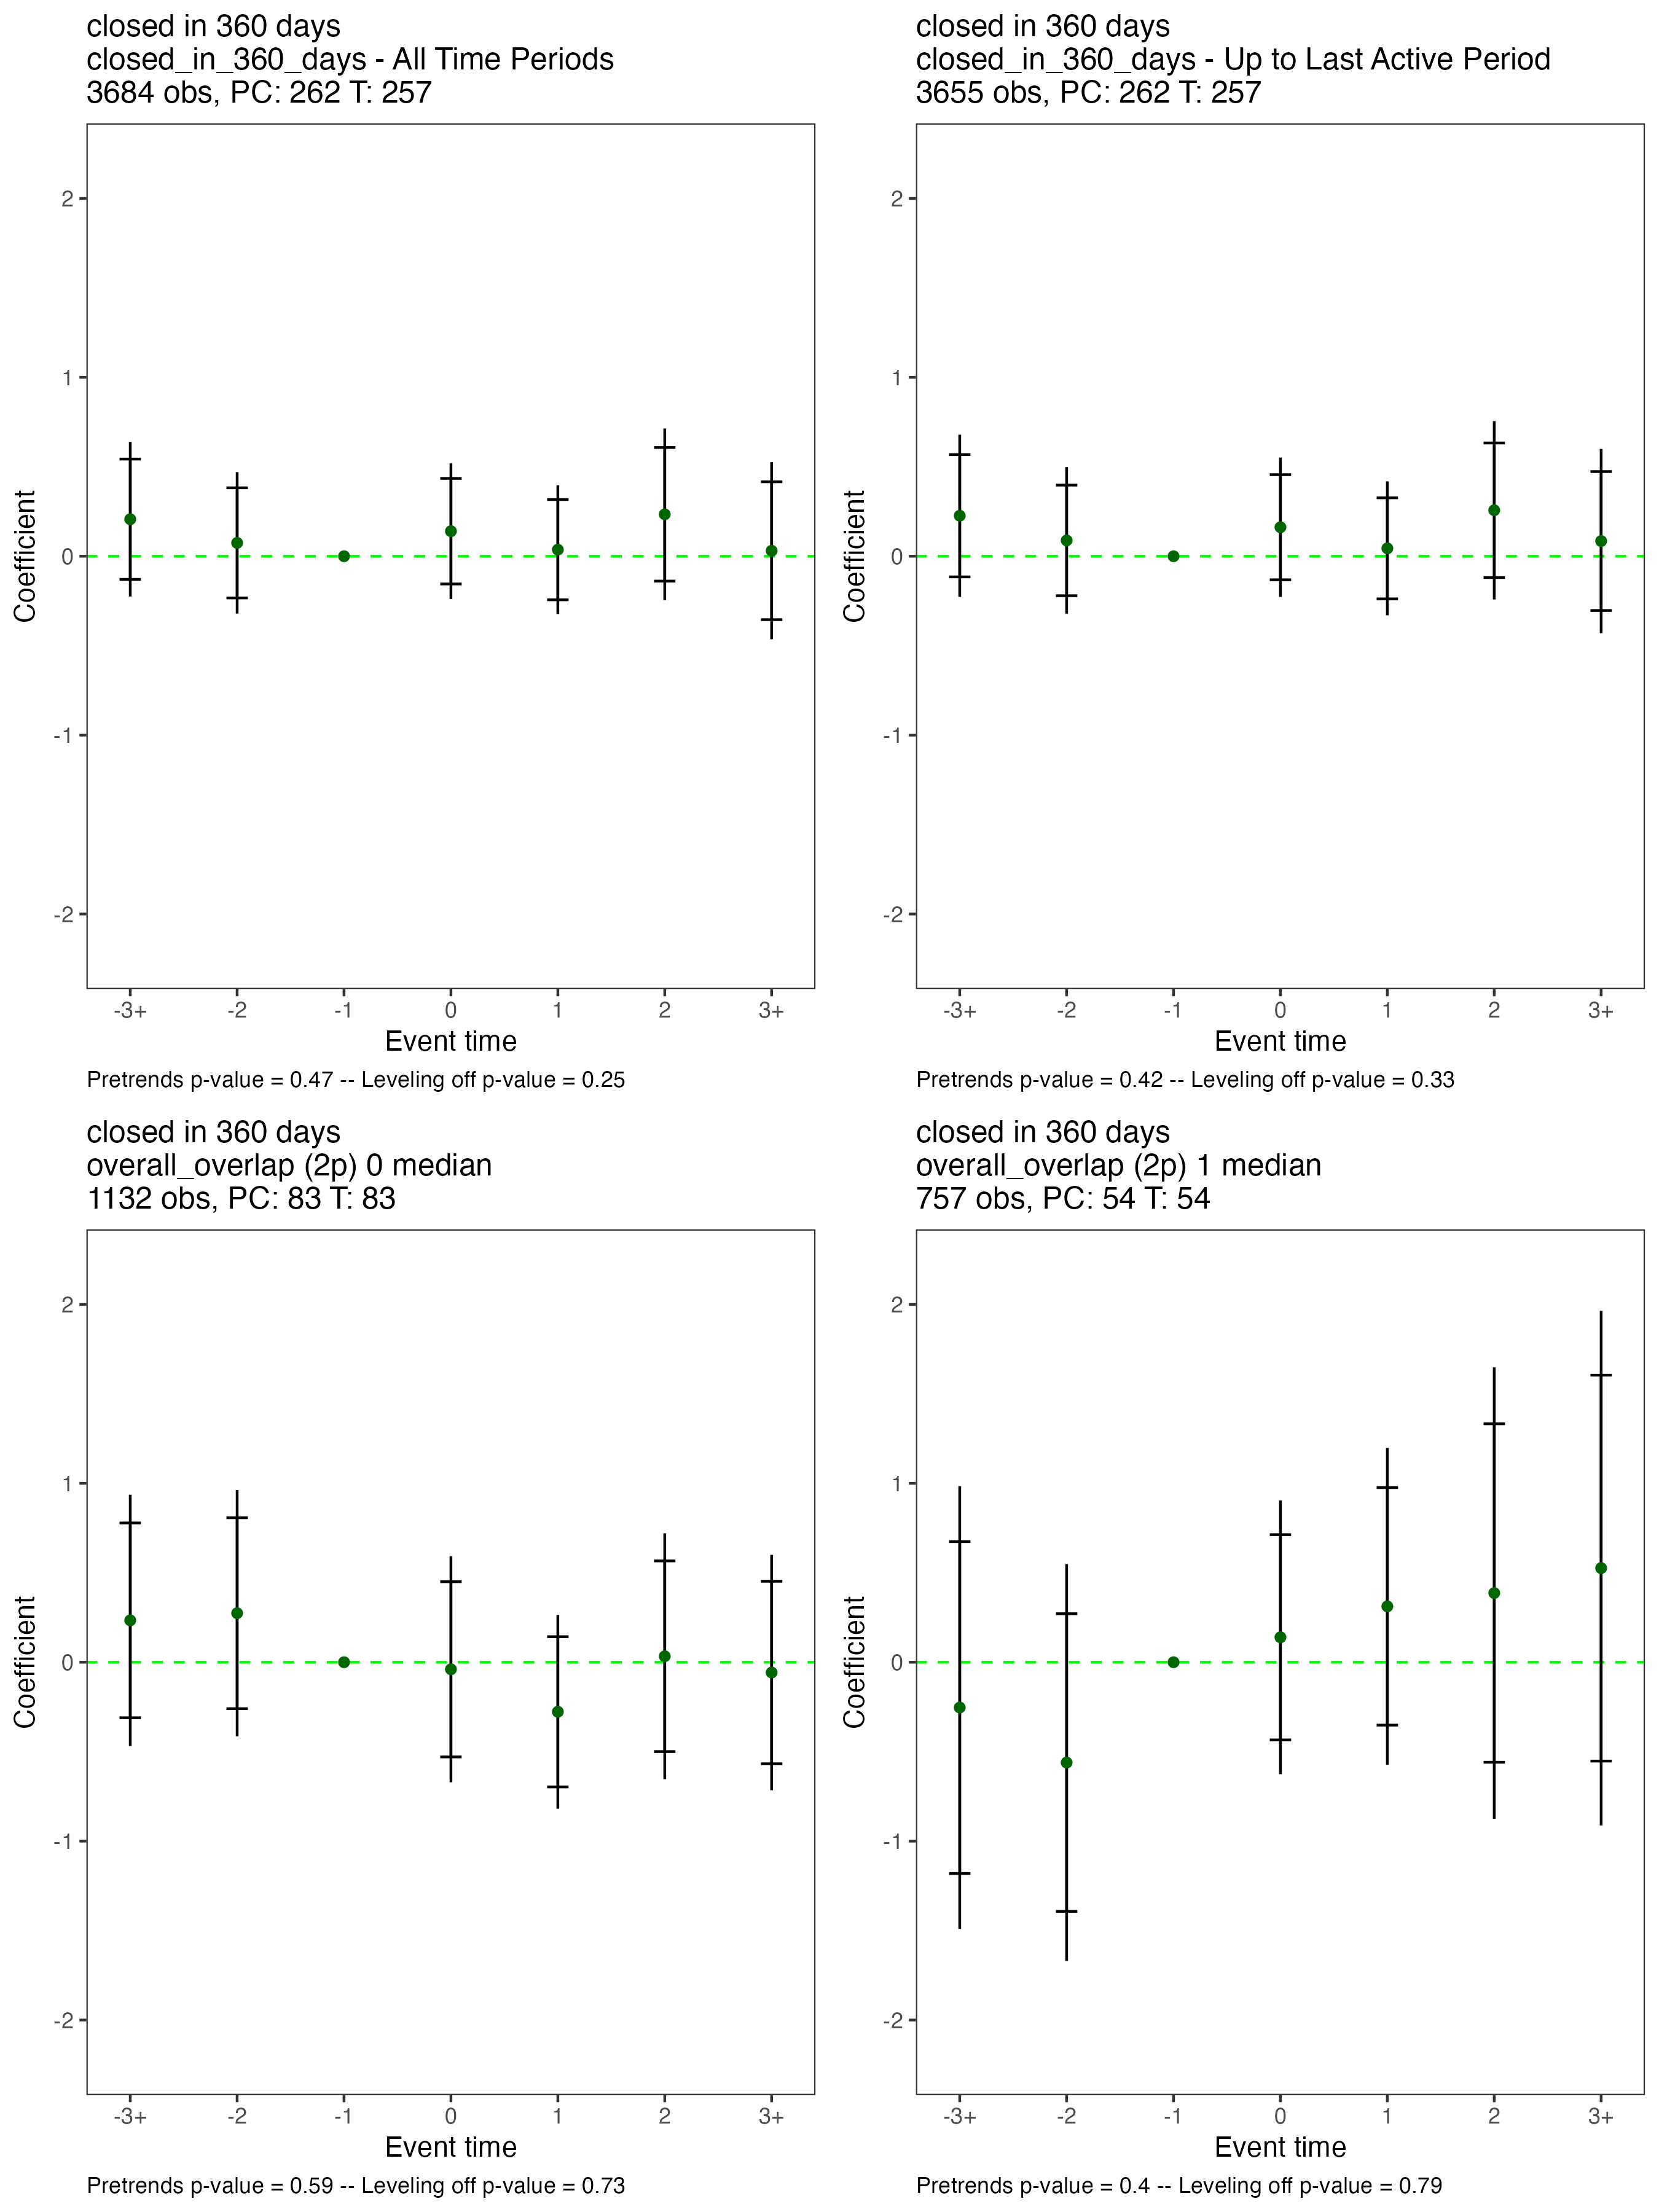 closed in 360 days
closed_in_360_days - All Time Periods
3684 obs, PC: 262 T: 257
2
1
0
-1
-2
Coefficient
-3+ -2 -1 0 1 2 3+
Event time
Pretrends p-value = 0.47 -- Leveling off p-value = 0.25
closed in 360 days
closed_in_360_days - Up to Last Active Period
3655 obs, PC: 262 T: 257
2
1
0
-1
-2
Coefficient
-3+ -2 -1 0 1 2 3+
Event time
Pretrends p-value = 0.42 -- Leveling off p-value = 0.33
closed in 360 days
overall_overlap (2p) 0 median
1132 obs, PC: 83 T: 83
2
1
0
-1
-2
Coefficient
-3+ -2 -1 0 1 2 3+
Event time
Pretrends p-value = 0.59 -- Leveling off p-value = 0.73
closed in 360 days
overall_overlap (2p) 1 median
757 obs, PC: 54 T: 54
2
1
0
-1
-2
Coefficient
-3+ -2 -1 0 1 2 3+
Event time
Pretrends p-value = 0.4 -- Leveling off p-value = 0.79